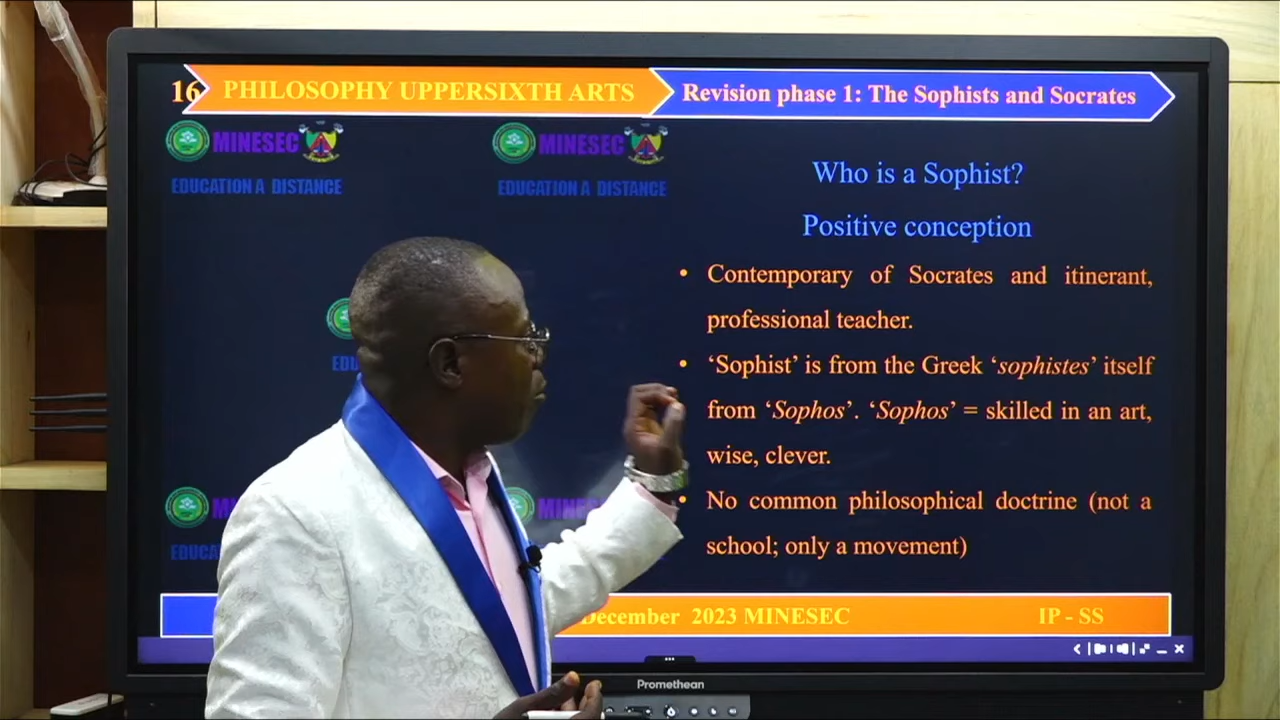 16
PHILOSOPHY UPPERSIXTH ARTS
Revision phase 1: The Sophists and Socrates
MINESEC
EDUCATION A DISTANCE
MINESEC
EDUCATION A DISTANCE
Who is a Sophist?
Positive conception
• Contemporary of Socrates and itinerant,
professional teacher.
• ‘Sophist’ is from the Greek ‘sophistes’ itself
from ‘Sophos’. ‘Sophos’ = skilled in an art,
wise, clever.
• No common philosophical doctrine (not a
school; only a movement)
December 2023 MINESEC
IP - SS
Promethean